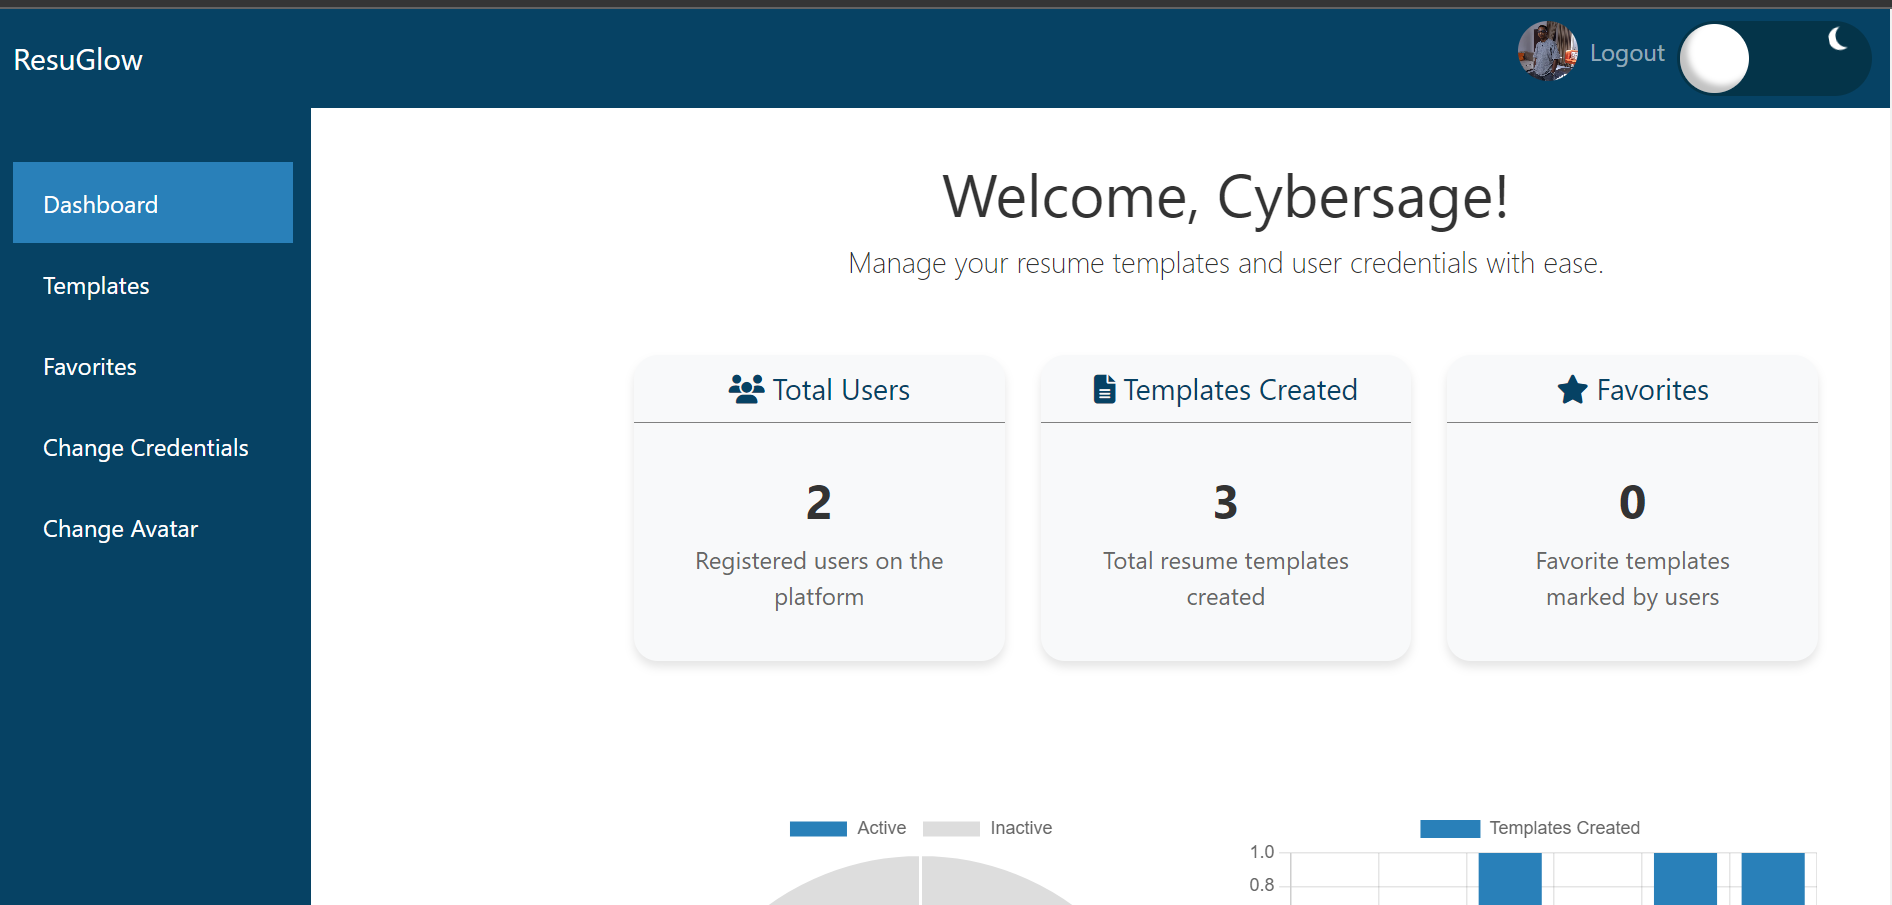 ResuGlow
Logout
Dashboard
Templates
Favorites
Change Credentials
Change Avatar
Welcome, Cybersage!
Manage your resume templates and user credentials with ease.
Total Users
2
Registered users on the
platform
Templates Created
3
Total resume templates
created
Favorites
0
Favorite templates
marked by users
Active
Inactive
Templates Created
1.0
0.8